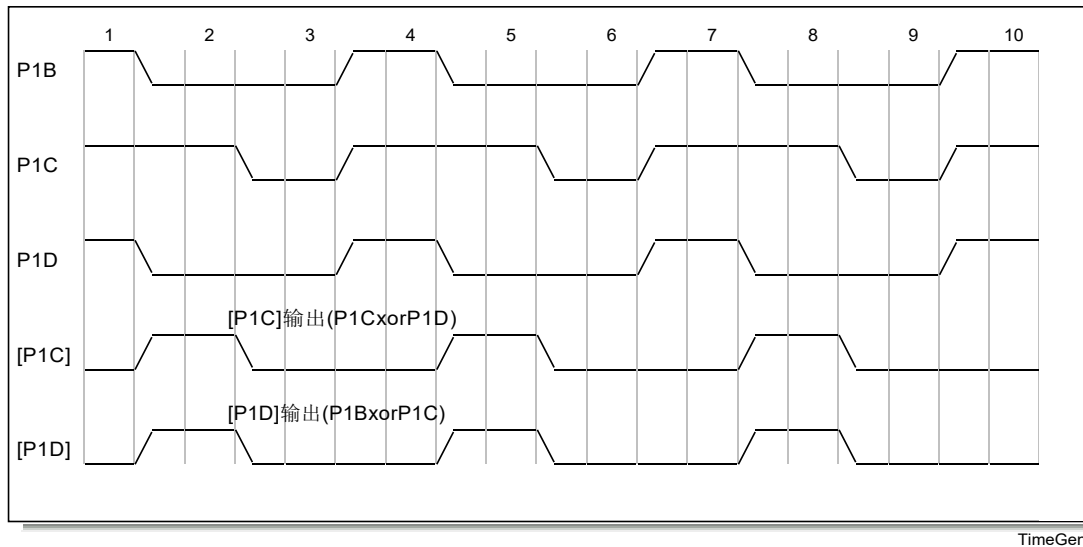 1 2 3 4 5 6 7 8 9 10
P1B
P1C
P1D
[P1C]输出(P1CxorP1D)
[P1C]
[P1D]输出(P1BxorP1C)
[P1D]
TimeGen